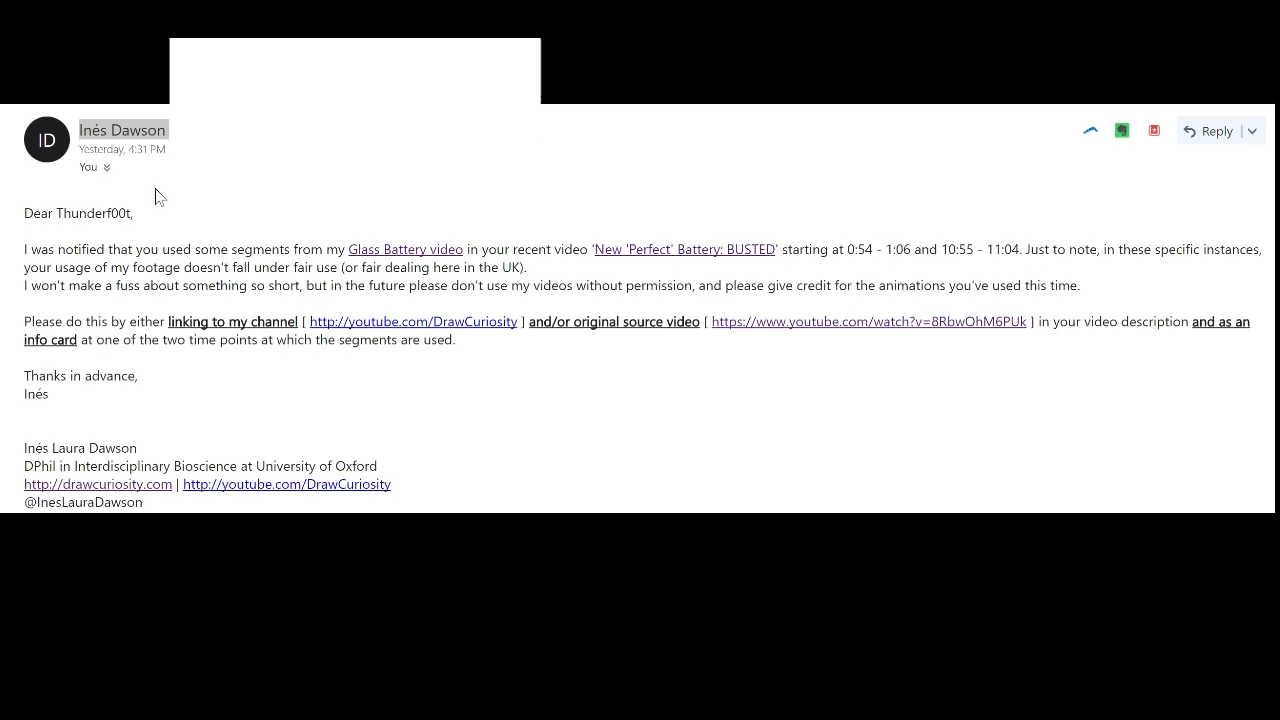 ID
Inés Dawson
Yesterday, 4:31 PM
You
Reply
Dear Thunderf00t,
I was notified that you used some segments from my Glass Battery video in your recent video 'New 'Perfect' Battery: BUSTED' starting at 0:54 - 1:06 and 10:55 - 11:04. Just to note, in these specific instances,
your usage of my footage doesn't fall under fair use (or fair dealing here in the UK).
I won't make a fuss about something so short, but in the future please don't use my videos without permission, and please give credit for the animations you've used this time.
Please do this by either linking to my channel [ http://youtube.com/DrawCuriosity ] and/or original source video [ https://www.youtube.com/watch?v=8RbwOhM6PUk ] in your video description and as an
info card at one of the two time points at which the segments are used.
Thanks in advance,
Inés
Inés Laura Dawson
DPhil in Interdisciplinary Bioscience at University of Oxford
http://drawcuriosity.com | http://youtube.com/DrawCuriosity
@InesLauraDawson